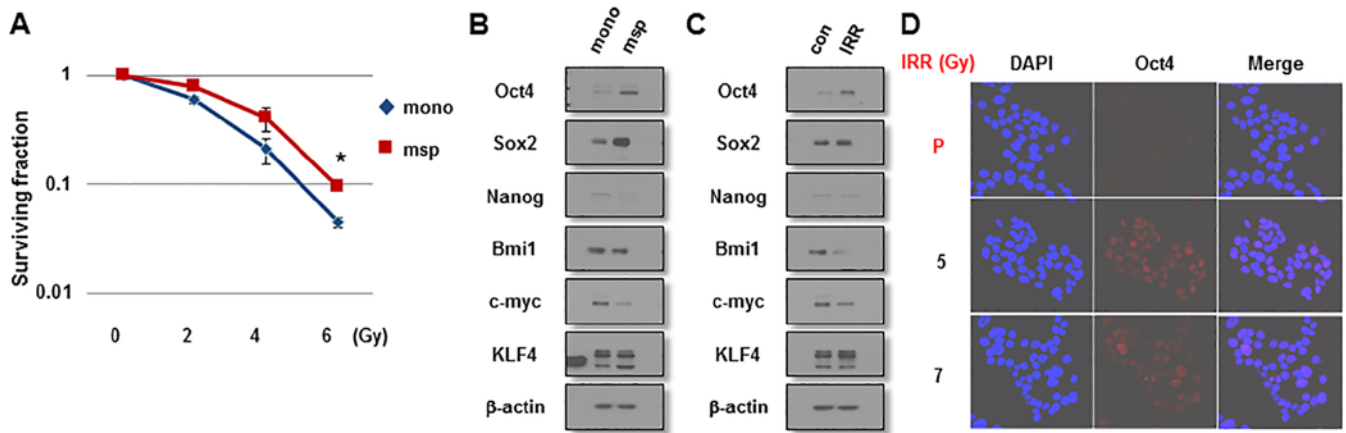 A
Surviving fraction
1
0.1
0.01
0 2 4 6 (Gy)
*
mono
msp
B
mono msp
Oct4
Sox2
Nanog
Bmi1
c-myc
KLF4
β-actin
C
con IRR
Oct4
Sox2
Nanog
Bmi1
c-myc
KLF4
β-actin
D
IRR (Gy) DAPI Oct4 Merge
P
5
7